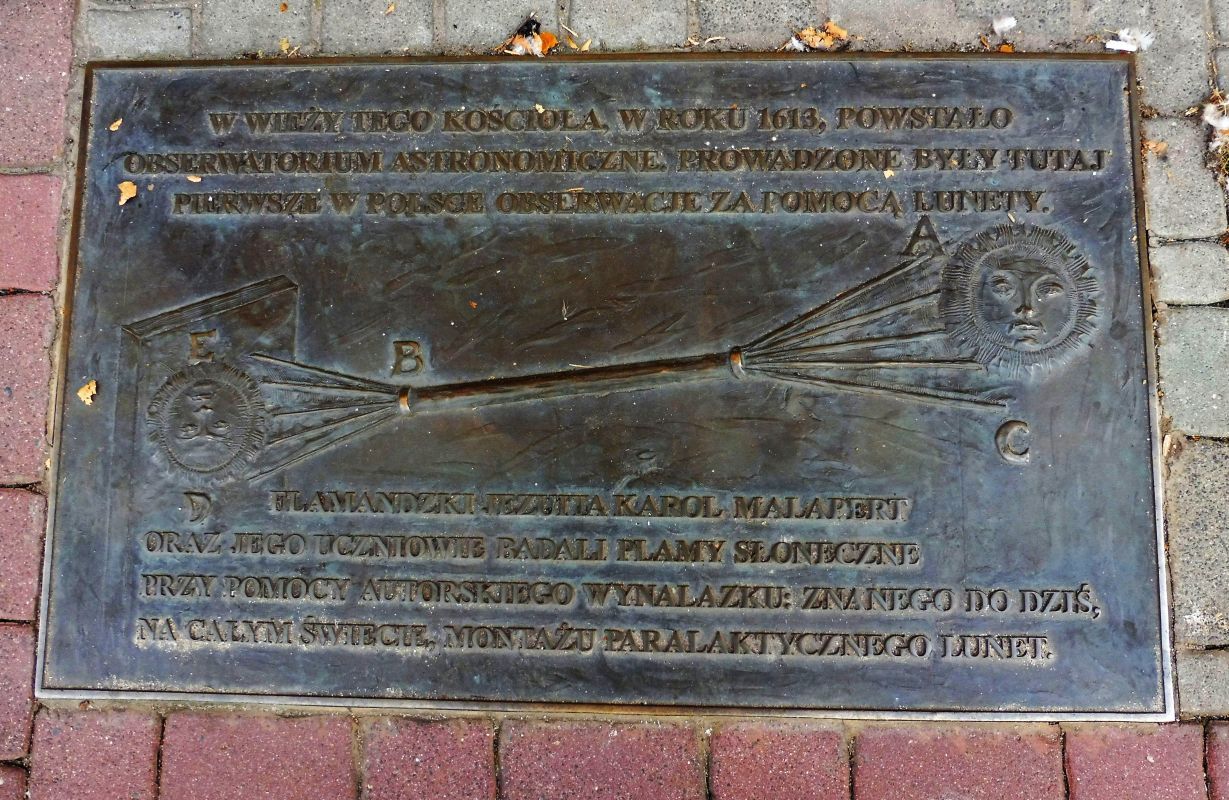 W WIEŻY TEGO KOŚCIOŁA, W ROKU 1613, POWSTAŁO
OBSERWATORIUM ASTRONOMICZNE. PROWADZONE BYŁY TUTAJ
PIERWSZE W POLSCE OBSERWACJE ZA POMOCĄ LUNETY.
A
E
B
C
D
FLAMANDZKI JEZUITA KAROL MALAPERT
ORAZ JEGO UCZNIOWIE BADALI PLAMY SŁONECZNE
PRZY POMOCY AUTORSKIEGO WYNALAZKU: ZNANEGO DO DZIŚ,
NA CAŁYM ŚWIECIE, MONTAŻU PARALAKTYCZNEGO LUNET.